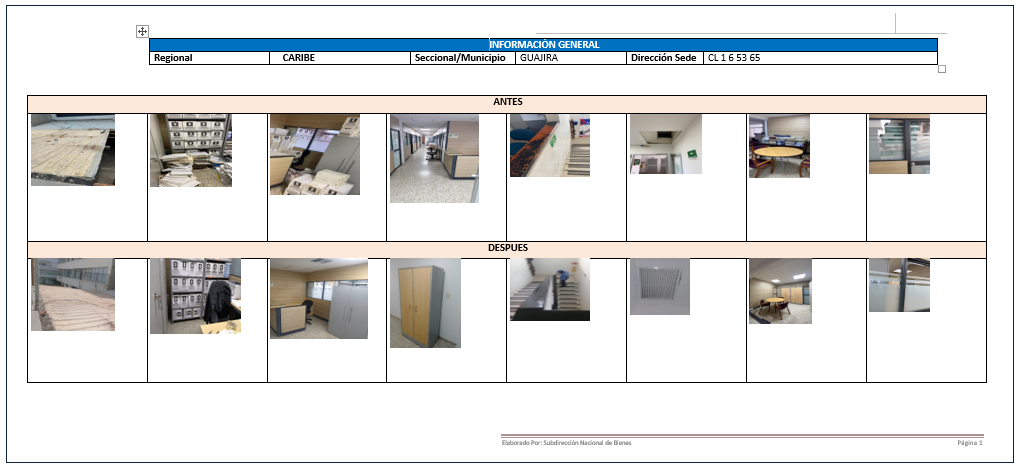 INFORMACIÓN GENERAL
Regional CARIBE Seccional/Municipio GUAJIRA Dirección Sede CL 1 6 53 65
ANTES
DESPUES
Elaborado Por: Subdirección Nacional de Bienes Página 1